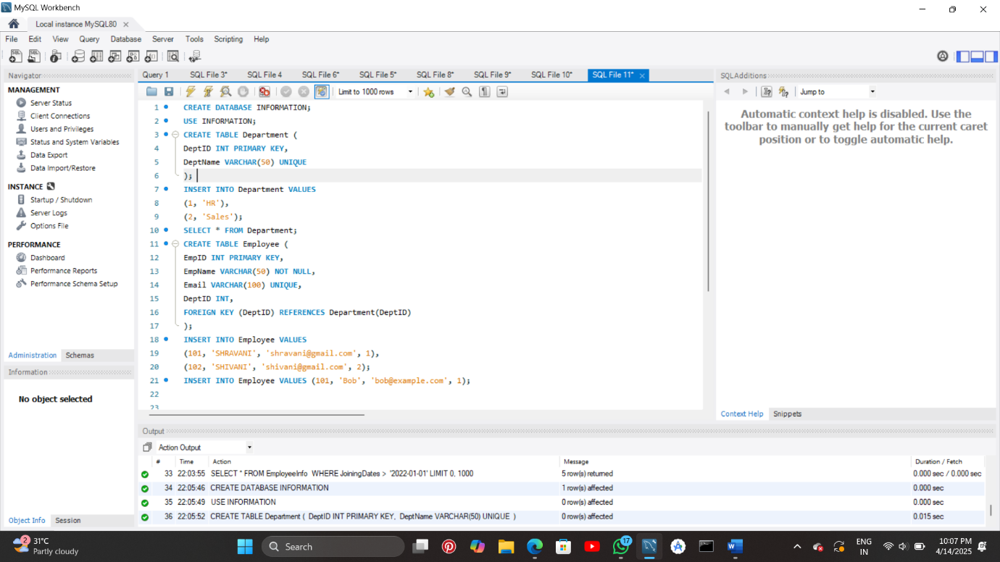 MySQL Workbench
Local instance MySQL80
File Edit View Query Database Server Tools Scripting Help
Navigator
MANAGEMENT
Server Status
Client Connections
Users and Privileges
Status and System Variables
Data Export
Data Import/Restore
INSTANCE
Startup / Shutdown
Server Logs
Options File
PERFORMANCE
Dashboard
Performance Reports
Performance Schema Setup
Administration Schemas
Information
No object selected
Object Info Session
Query 1 SQL File 3* SQL File 4 SQL File 6* SQL File 5* SQL File 8* SQL File 9* SQL File 10* SQL File 11*
Limit to 1000 rows
1 CREATE DATABASE INFORMATION;
2 USE INFORMATION;
3 CREATE TABLE Department (
4 DeptID INT PRIMARY KEY,
5 DeptName VARCHAR(50) UNIQUE
6 );
7 INSERT INTO Department VALUES
8 (1, 'HR'),
9 (2, 'Sales');
10 SELECT * FROM Department;
11 CREATE TABLE Employee (
12 EmpID INT PRIMARY KEY,
13 EmpName VARCHAR(50) NOT NULL,
14 Email VARCHAR(100) UNIQUE,
15 DeptID INT,
16 FOREIGN KEY (DeptID) REFERENCES Department(DeptID)
17 );
18 INSERT INTO Employee VALUES
19 (101, 'SHRAVANI', 'shravani@gmail.com', 1),
20 (102, 'SHIVANI', 'shivani@gmail.com', 2);
21 INSERT INTO Employee VALUES (101, 'Bob', 'bob@example.com', 1);
22
23
SQLAdditions
Jump to
Automatic context help is disabled. Use the
toolbar to manually get help for the current caret
position or to toggle automatic help.
Context Help Snippets
Output
Action Output
# Time Action Message Duration / Fetch
33 22:03:55 SELECT * FROM EmployeeInfo WHERE JoiningDates > '2022-01-01' LIMIT 0, 1000 5 row(s) returned 0.000 sec / 0.000 sec
34 22:05:46 CREATE DATABASE INFORMATION 1 row(s) affected 0.000 sec
35 22:05:49 USE INFORMATION 0 row(s) affected 0.000 sec
36 22:05:52 CREATE TABLE Department ( DeptID INT PRIMARY KEY, DeptName VARCHAR(50) UNIQUE ) 0 row(s) affected 0.015 sec
2
31°C
Partly cloudy
Search
17
ENG
IN
10:07 PM
4/14/2025